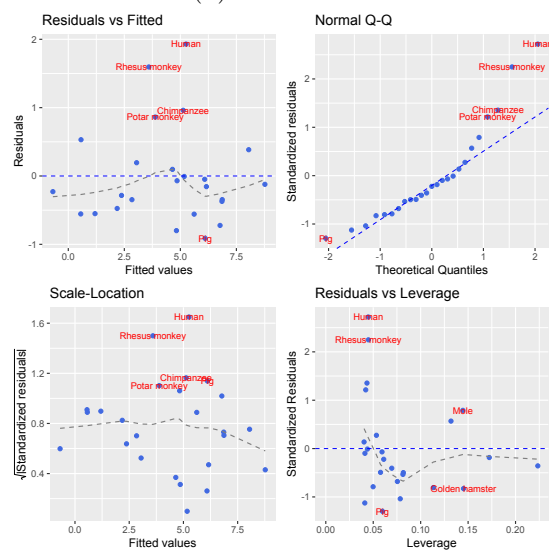 Residuals vs Fitted
Human
Rhesus monkey
Chimpanzee
Potar monkey
Pig
2
1
0
-1
0.0
2.5
5.0
7.5
Residuals
Fitted values
Normal Q-Q
Human
Rhesus monkey
Chimpanzee
Potar monkey
Pig
2
1
0
-1
-2
-1
0
1
2
Standardized residuals
Theoretical Quantiles
Scale-Location
Human
Rhesus monkey
Chimpanzee
Pig
Potar monkey
1.6
1.2
0.8
0.4
0.0
2.5
5.0
7.5
√|Standardized residuals|
Fitted values
Residuals vs Leverage
Human
Rhesus monkey
Mole
Golden hamster
Pig
2
1
0
-1
0.00
0.05
0.10
0.15
0.20
Standardized Residuals
Leverage